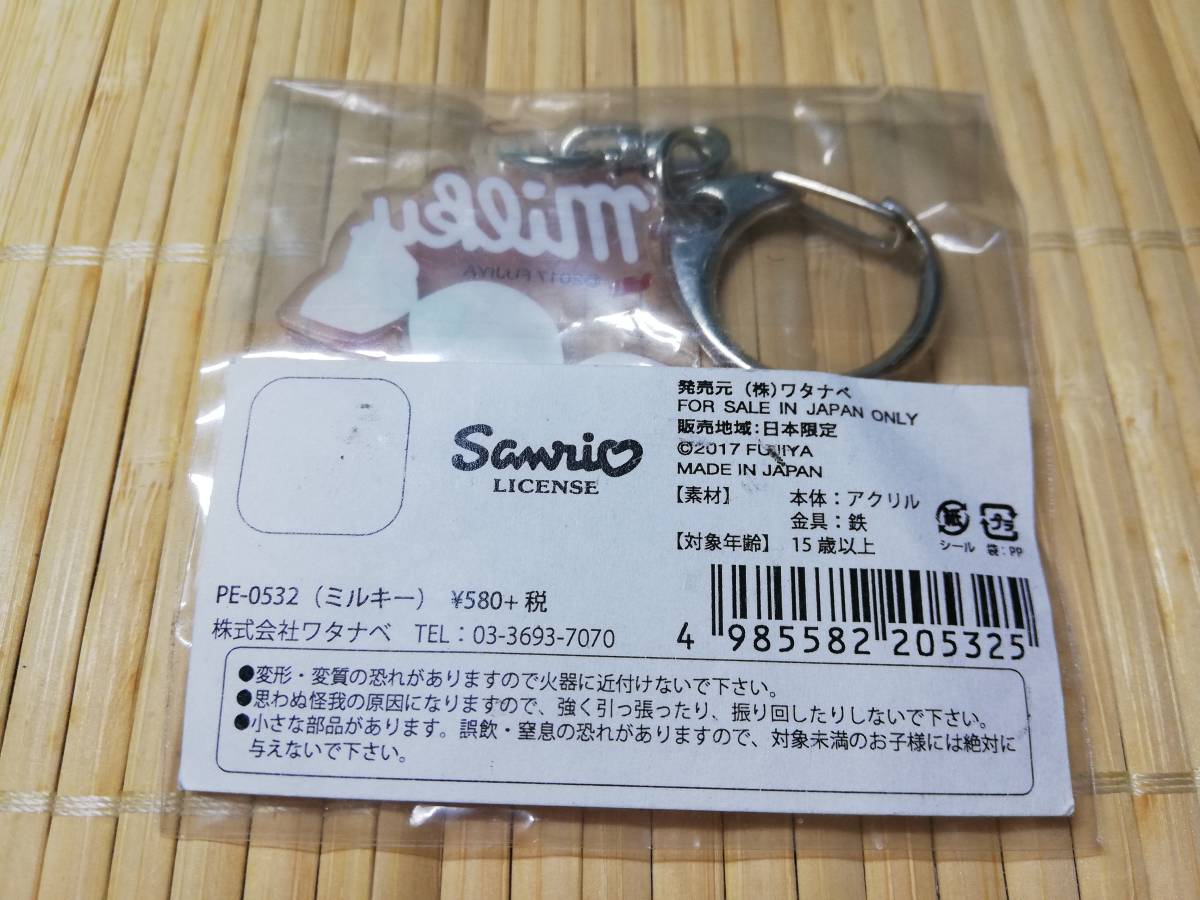 Milky
©2017 FUJIYA
Sanrio
LICENSE
発売元 (株)ワタナベ
FOR SALE IN JAPAN ONLY
販売地域:日本限定
©2017 FUJIYA
MADE IN JAPAN
【素材】 本体:アクリル
金具:鉄
【対象年齢】 15歳以上
紙 プラ
シール 袋:PP
PE-0532(ミルキー) ¥580+税
株式会社ワタナベ TEL:03-3693-7070
4 985582 205325
●変形・変質の恐れがありますので火器に近付けないで下さい。
●思わぬ怪我の原因になりますので、強く引っ張ったり、振り回したりしないで下さい。
●小さな部品があります。誤飲・窒息の恐れがありますので、対象未満のお子様には絶対に
与えないで下さい。